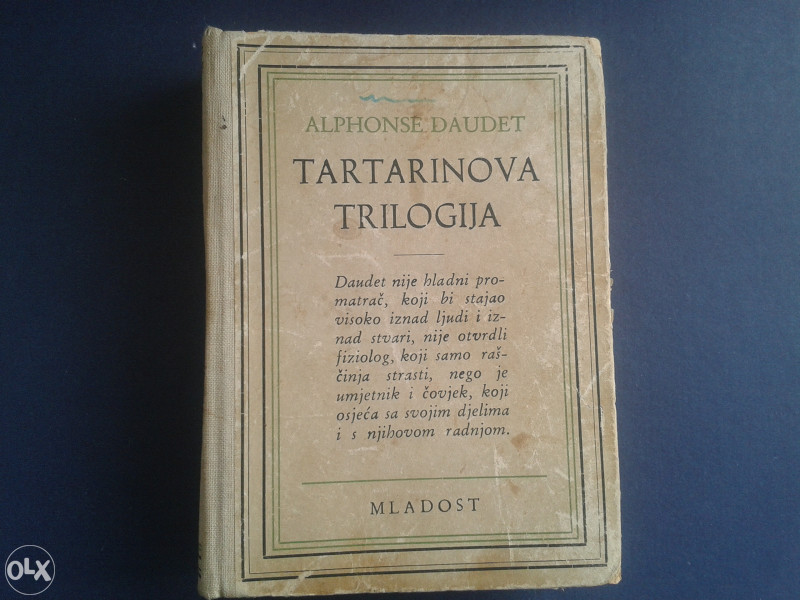 ALPHONSE DAUDET
TARTARINOVA
TRILOGIJA
Daudet nije hladni pro-
matrač, koji bi stajao
visoko iznad ljudi i iz-
nad stvari, nije otvrdli
fiziolog, koji samo raš-
činja strasti, nego je
umjetnik i čovjek, koji
osjeća sa svojim djelima
i s njihovom radnjom.
MLADOST
OLX